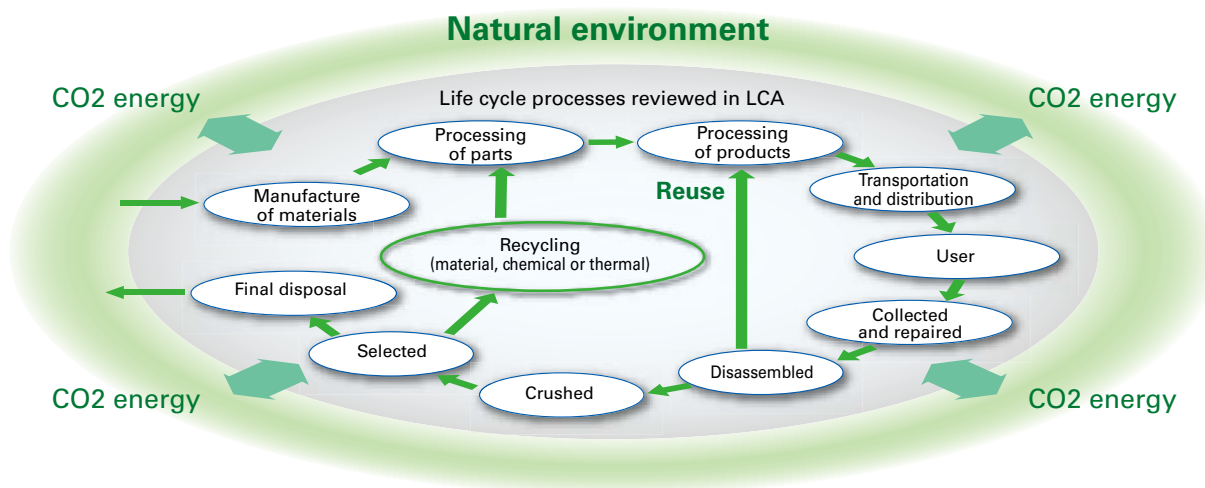 Natural environment
CO2 energy
CO2 energy
Life cycle processes reviewed in LCA
Processing
of parts
Processing
of products
Manufacture
of materials
Reuse
Transportation
and distribution
Recycling
(material, chemical or thermal)
User
Final disposal
Collected
and repaired
Selected
Disassembled
Crushed
CO2 energy
CO2 energy